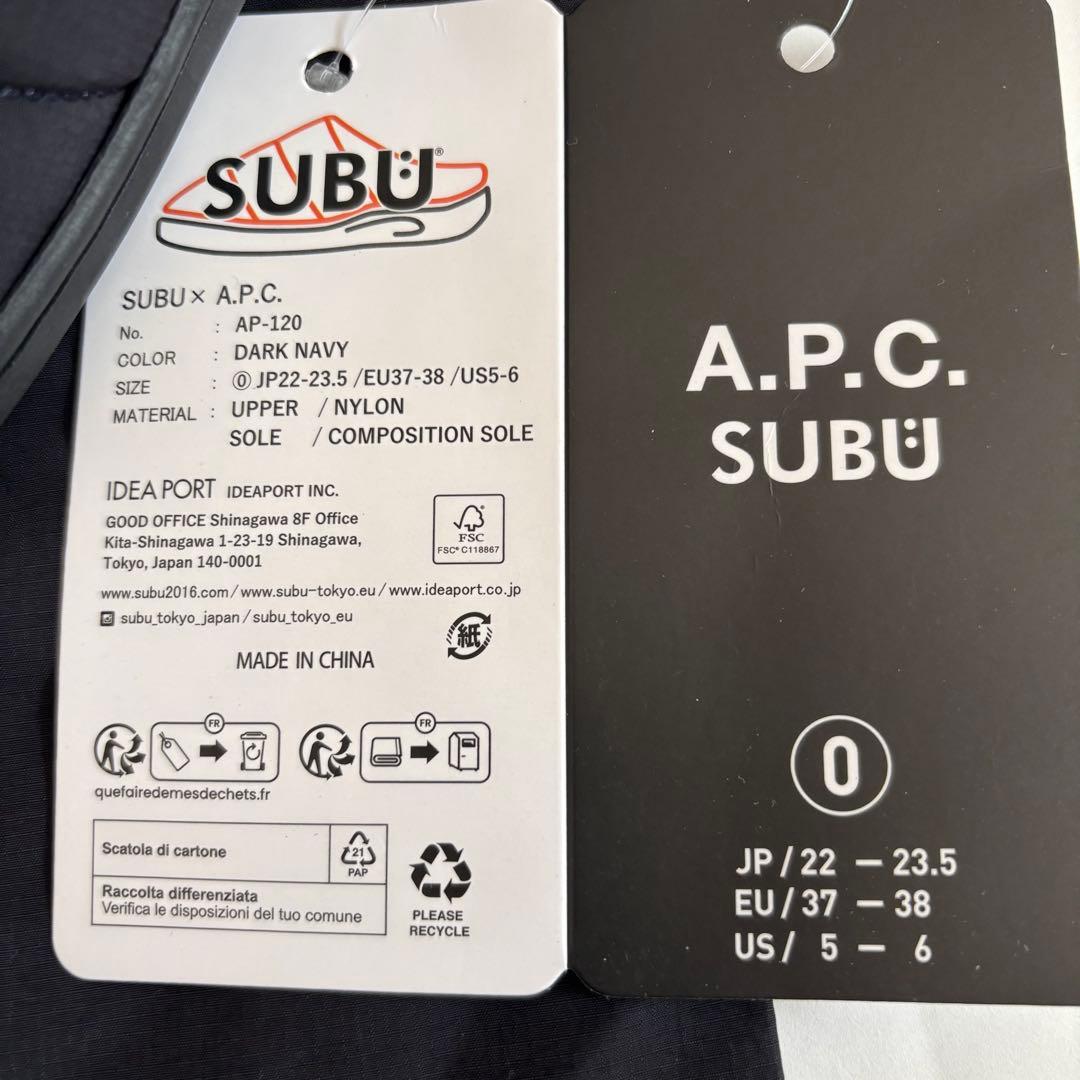 SUBU®
SUBU × A.P.C.
No. : AP-120
COLOR : DARK NAVY
SIZE : ⓪ JP22-23.5 /EU37-38 /US5-6
MATERIAL : UPPER / NYLON
SOLE / COMPOSITION SOLE
IDEA PORT IDEAPORT INC.
GOOD OFFICE Shinagawa 8F Office
Kita-Shinagawa 1-23-19 Shinagawa,
Tokyo, Japan 140-0001
FSC
FSC® C118867
www.subu2016.com / www.subu-tokyo.eu / www.ideaport.co.jp
subu_tokyo_japan / subu_tokyo_eu
紙
MADE IN CHINA
FR
FR
quefairedemesdechets.fr
Scatola di cartone
21
PAP
Raccolta differenziata
Verifica le disposizioni del tuo comune
PLEASE
RECYCLE
A.P.C.
SUBU
0
JP / 22 — 23.5
EU / 37 — 38
US / 5 — 6